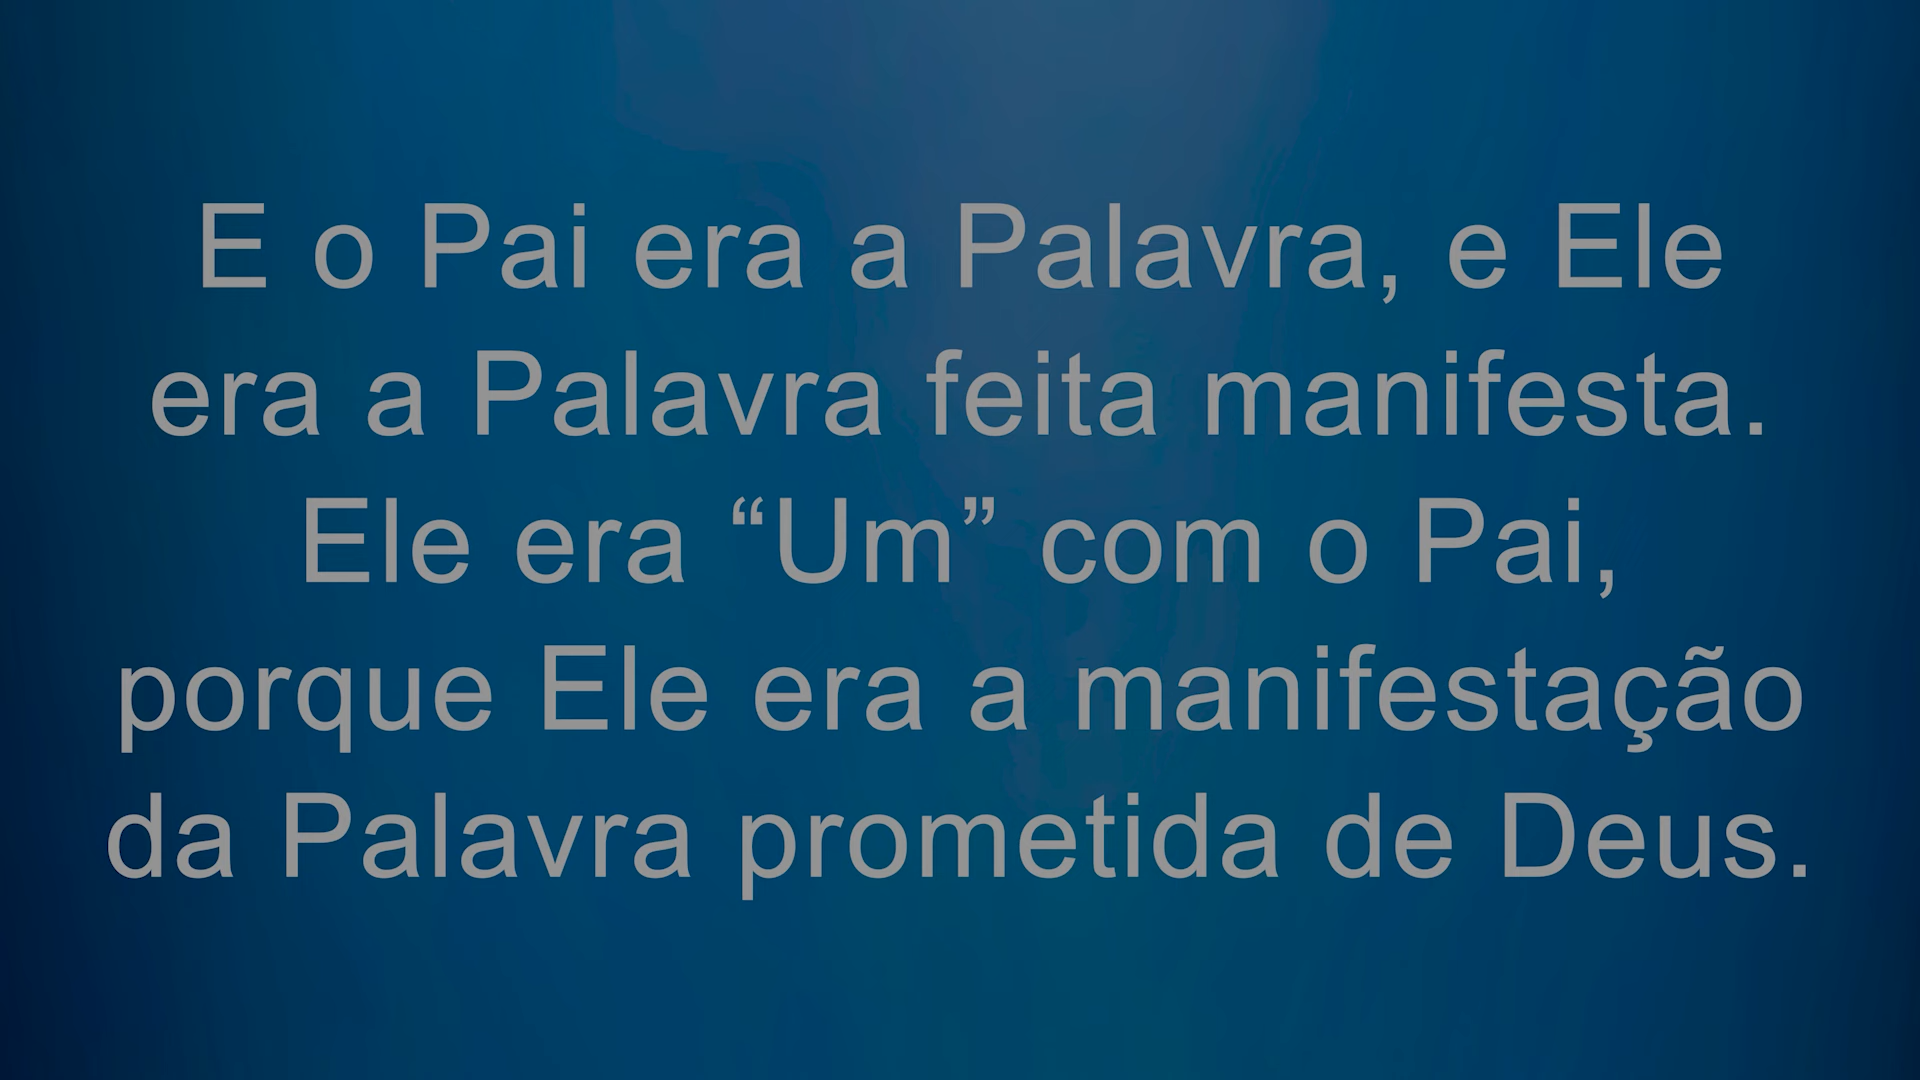 E o Pai era a Palavra, e Ele
era a Palavra feita manifesta.
Ele era “Um” com o Pai,
porque Ele era a manifestação
da Palavra prometida de Deus.